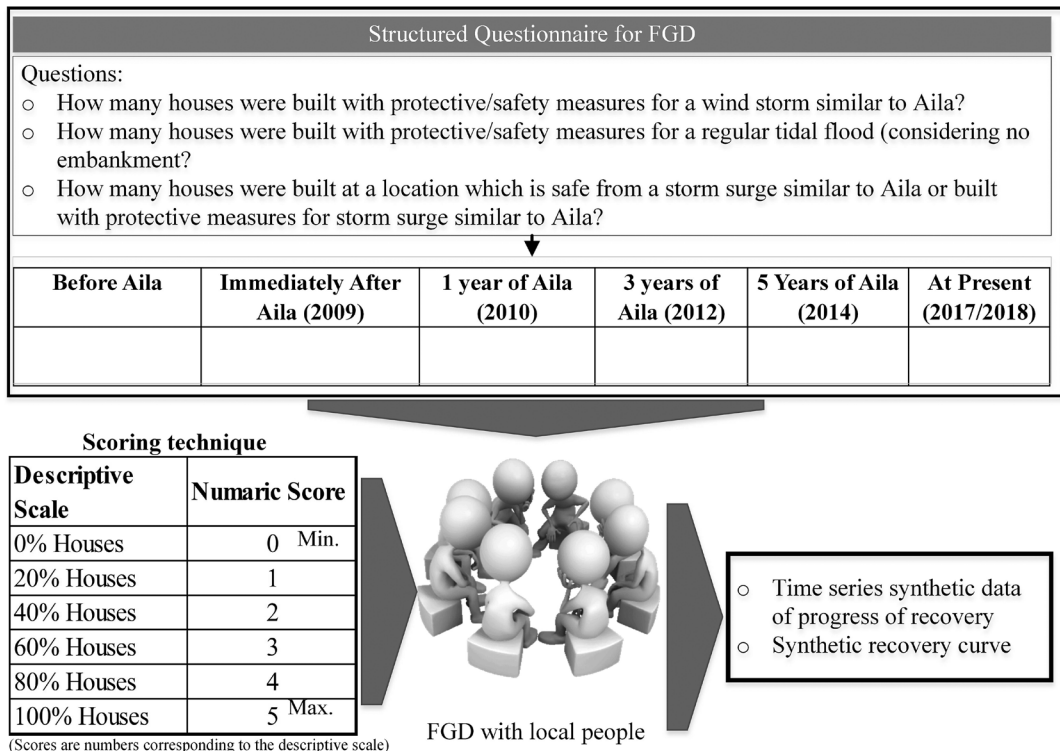 Structured Questionnaire for FGD
Questions:
o How many houses were built with protective/safety measures for a wind storm similar to Aila?
o How many houses were built with protective/safety measures for a regular tidal flood (considering no
embankment?
o How many houses were built at a location which is safe from a storm surge similar to Aila or built
with protective measures for storm surge similar to Aila?
Before Aila
Immediately After
Aila (2009)
1 year of Aila
(2010)
3 years of
Aila (2012)
5 Years of Aila
(2014)
At Present
(2017/2018)
Scoring technique
Descriptive
Scale
Numaric Score
0% Houses 0 Min.
20% Houses 1
40% Houses 2
60% Houses 3
80% Houses 4
100% Houses 5 Max.
(Scores are numbers corresponding to the descriptive scale)
FGD with local people
o Time series synthetic data
of progress of recovery
o Synthetic recovery curve